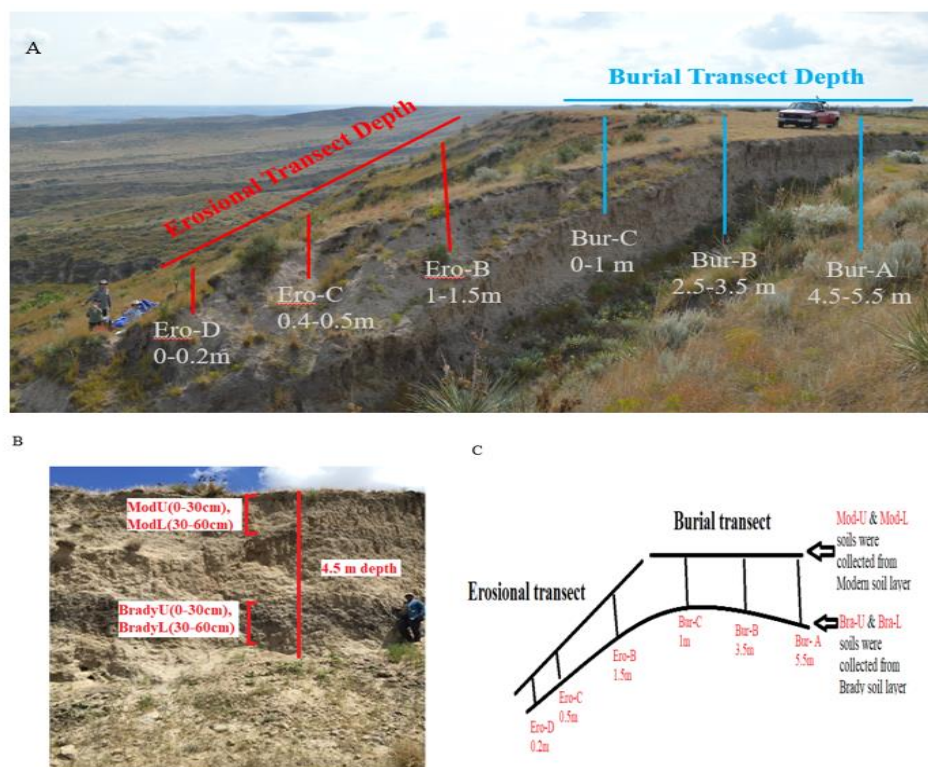 A
Burial Transect Depth
Erosional Transect Depth
Bur-C
0-1 m
Bur-B
2.5-3.5 m
Bur-A
4.5-5.5 m
Ero-B
1-1.5m
Ero-C
0.4-0.5m
Ero-D
0-0.2m
B
ModU(0-30cm),
ModL(30-60cm)
4.5 m depth
BradyU(0-30cm),
BradyL(30-60cm)
C
Burial transect
Erosional transect
Mod-U & Mod-L
soils were
collected from
Modern soil layer
Bra-U & Bra-L
soils were
collected from
Brady soil layer
Bur-C
1m
Bur-B
3.5m
Bur- A
5.5m
Ero-B
1.5m
Ero-C
0.5m
Ero-D
0.2m